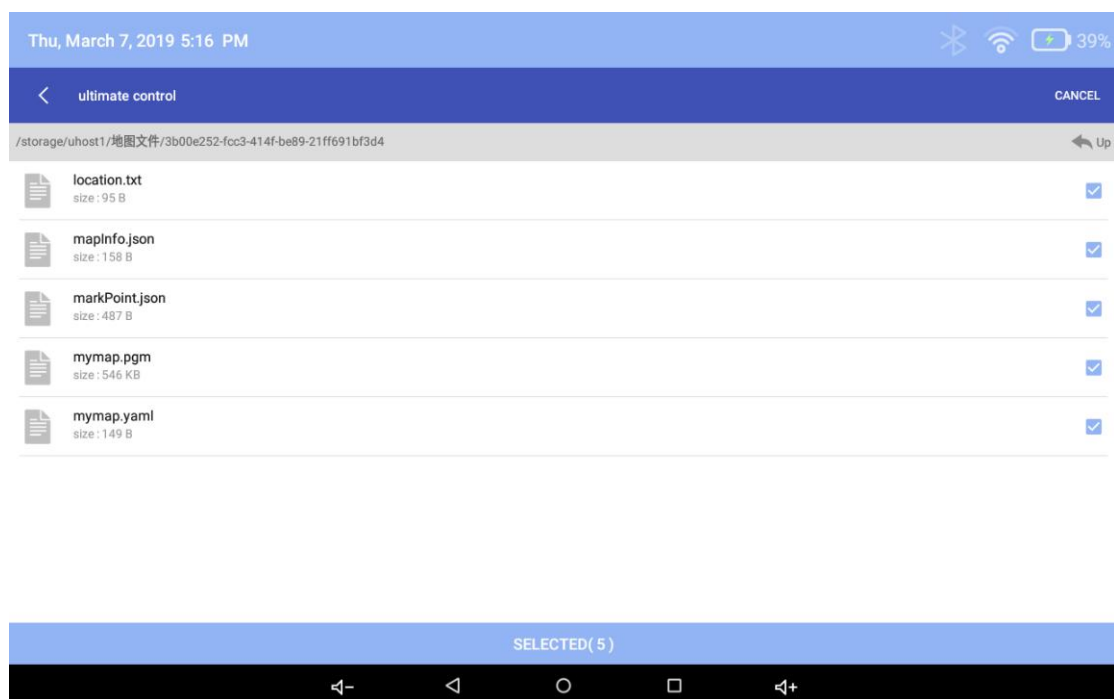 Thu, March 7, 2019 5:16 PM
39%
ultimate control
CANCEL
/storage/uhost1/地图文件/3b00e252-fcc3-414f-be89-21ff691bf3d4
Up
location.txt
size : 95 B
mapInfo.json
size : 158 B
markPoint.json
size : 487 B
mymap.pgm
size : 546 KB
mymap.yaml
size : 149 B
SELECTED( 5 )